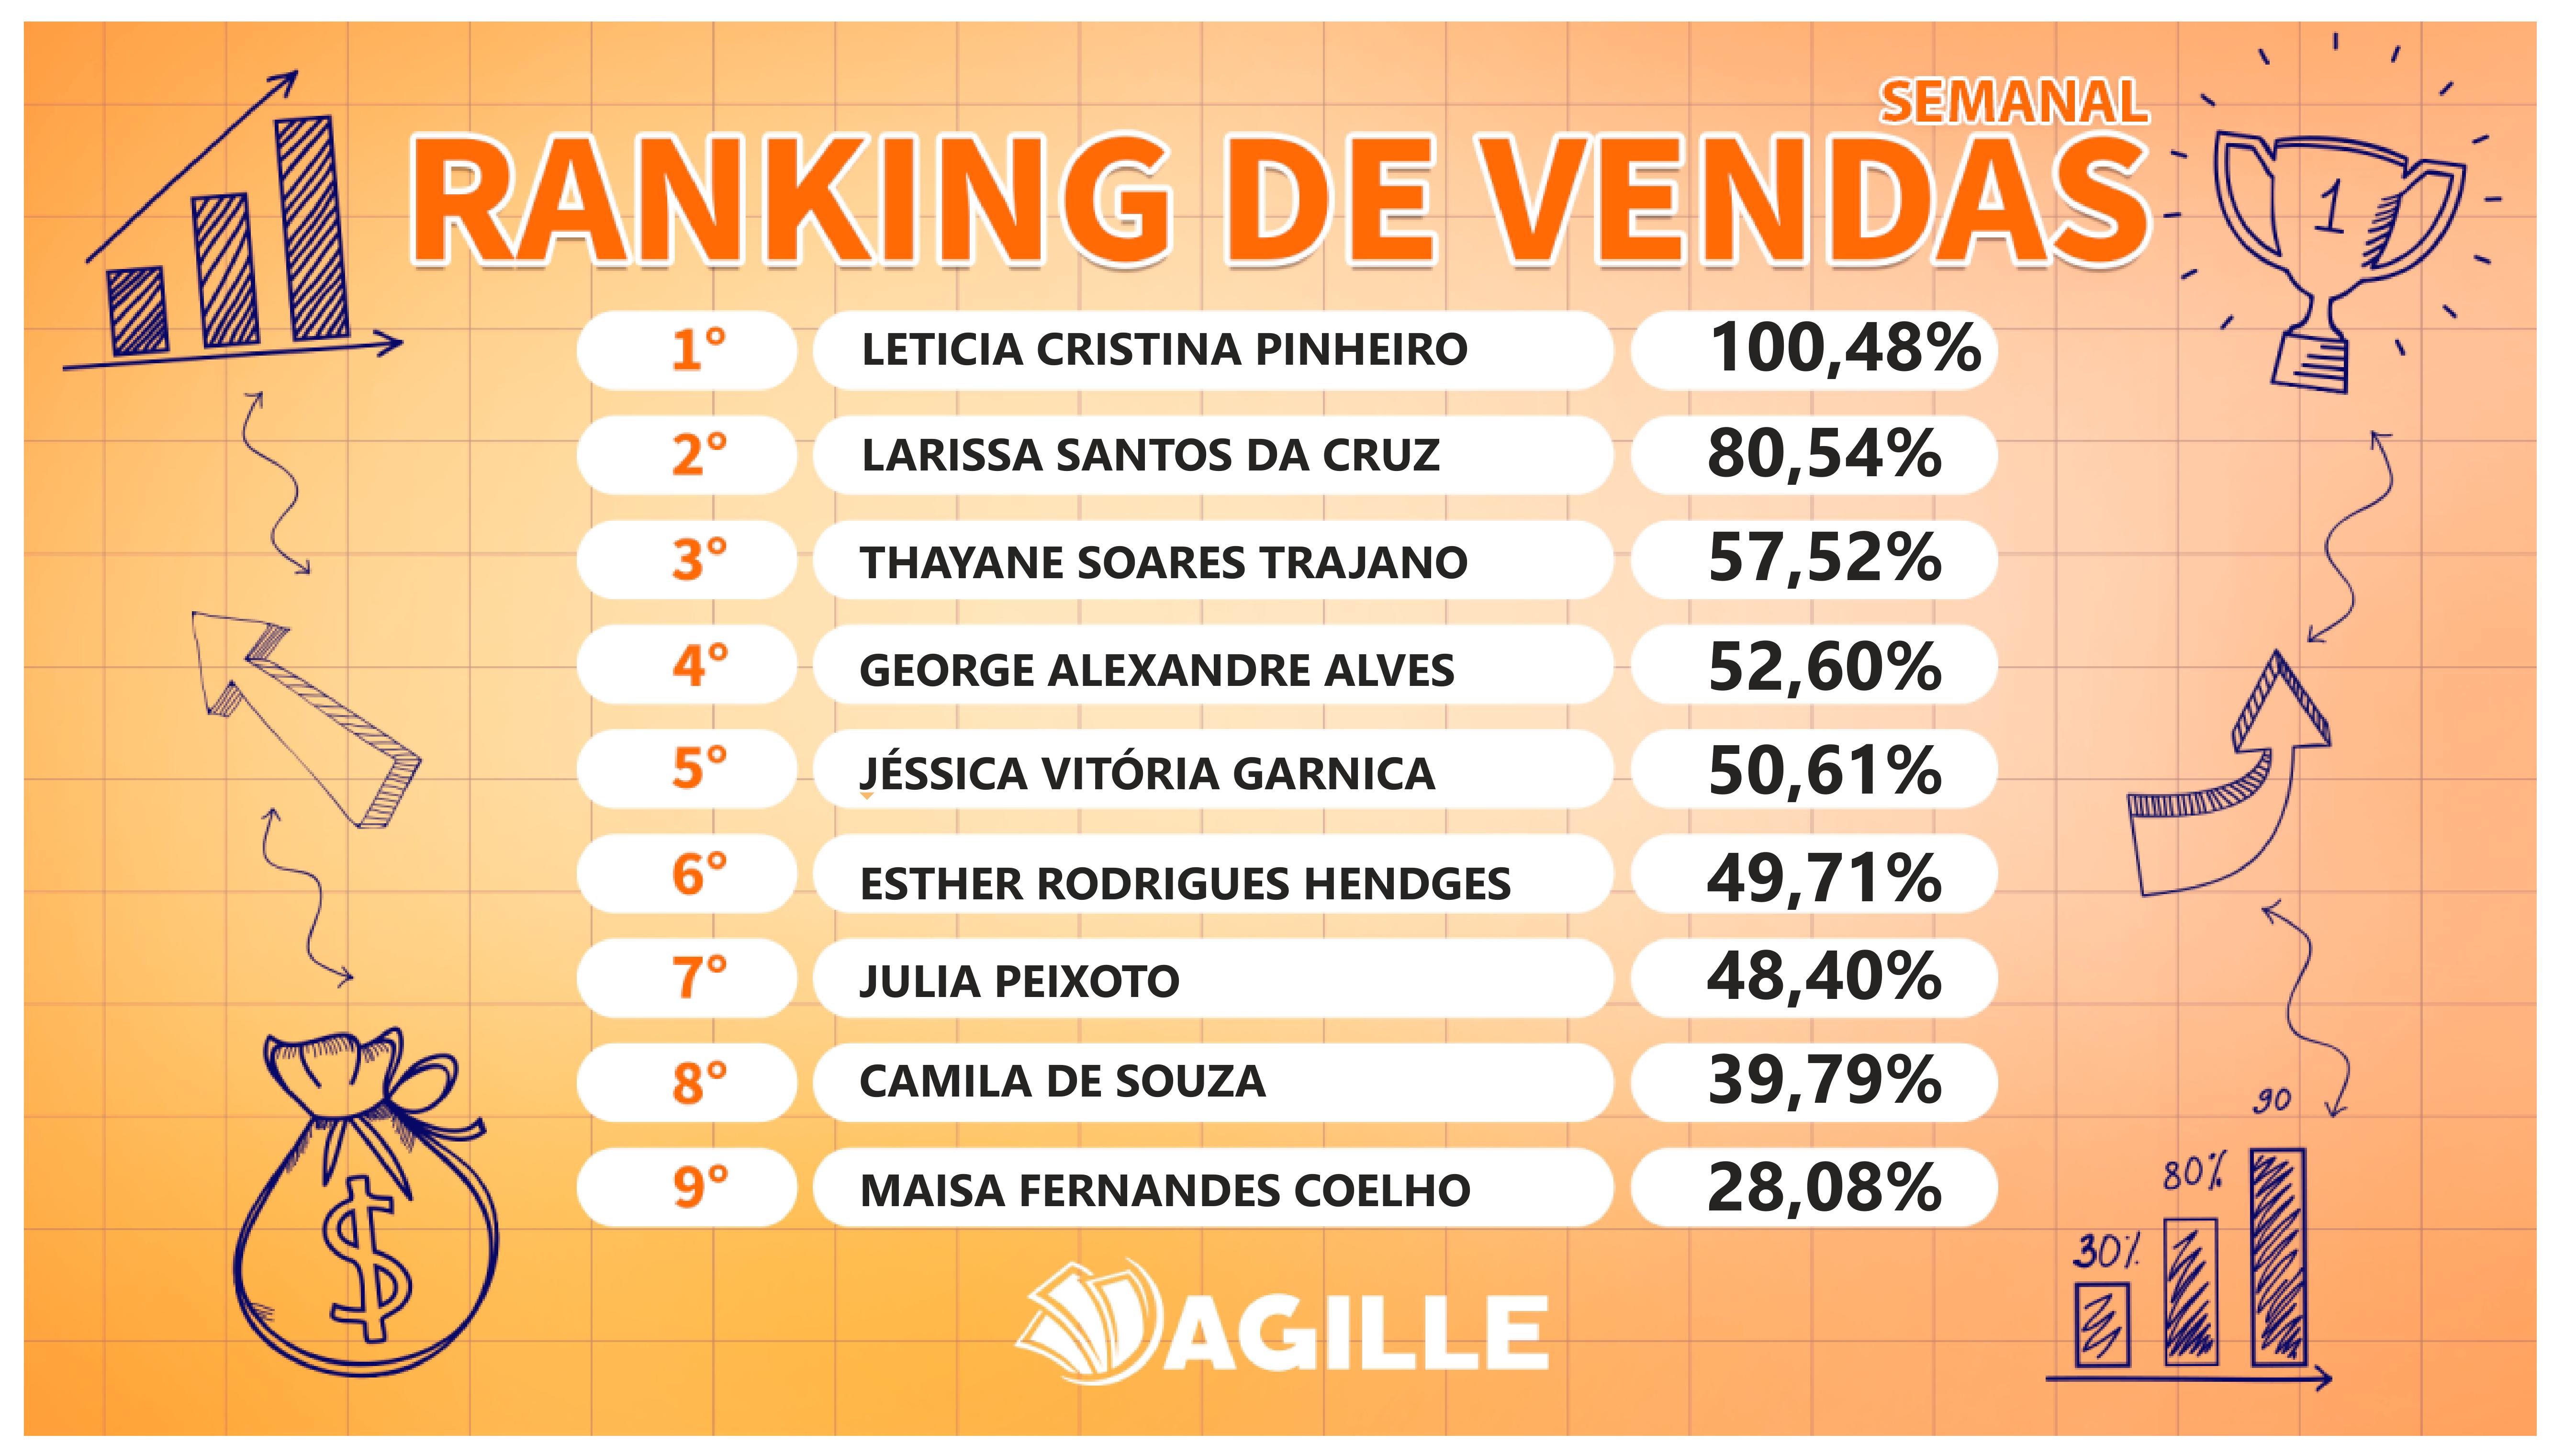 SEMANAL
RANKING DE VENDAS
1
1° LETICIA CRISTINA PINHEIRO 100,48%
2° LARISSA SANTOS DA CRUZ 80,54%
3° THAYANE SOARES TRAJANO 57,52%
4° GEORGE ALEXANDRE ALVES 52,60%
5° JÉSSICA VITÓRIA GARNICA 50,61%
6° ESTHER RODRIGUES HENDGES 49,71%
7° JULIA PEIXOTO 48,40%
8° CAMILA DE SOUZA 39,79%
9° MAISA FERNANDES COELHO 28,08%
$
30% 80% 90
AGILLE